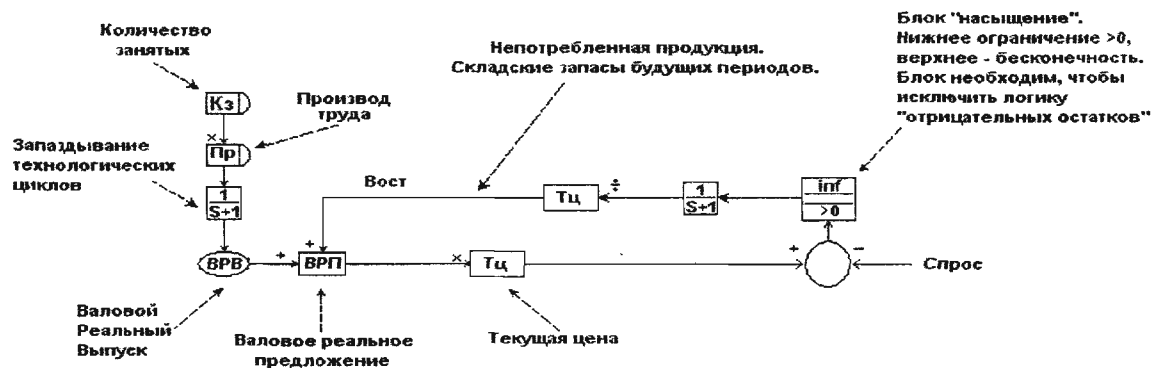 Количество
занятых
Кз
Производ
труда
×
Пр
Запаздывание
технологических
циклов
1
S+1
ВРВ
+
Валовой
Реальный
Выпуск
Непотребленная продукция.
Складские запасы будущих периодов.
Вост
+
ВРП
Валовое реальное
предложение
×
Тц
Текущая цена
Тц
÷
1
S+1
inf
>0
+
−
Спрос
Блок "насыщение".
Нижнее ограничение >0,
верхнее - бесконечность.
Блок необходим, чтобы
исключить логику
"отрицательных остатков"